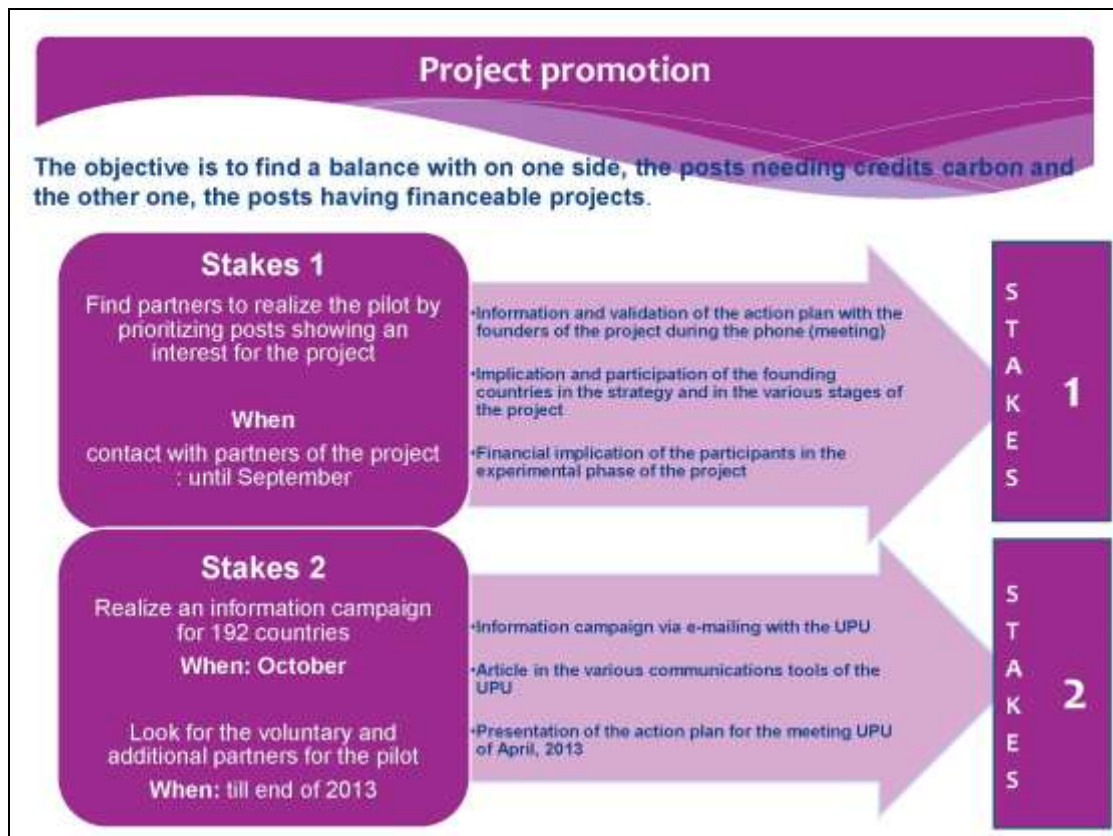 Project promotion
The objective is to find a balance with on one side, the posts needing credits carbon and
the other one, the posts having financeable projects.
Stakes 1
Find partners to realize the pilot by
prioritizing posts showing an
interest for the project
When
contact with partners of the project
: until September
•Information and validation of the action plan with the
founders of the project during the phone (meeting)
•Implication and participation of the founding
countries in the strategy and in the various stages of
the project
•Financial implication of the participants in the
experimental phase of the project
S
T
A
K
E
S
1
Stakes 2
Realize an information campaign
for 192 countries
When: October
Look for the voluntary and
additional partners for the pilot
When: till end of 2013
•Information campaign via e-mailing with the UPU
•Article in the various communications tools of the
UPU
•Presentation of the action plan for the meeting UPU
of April, 2013
S
T
A
K
E
S
2